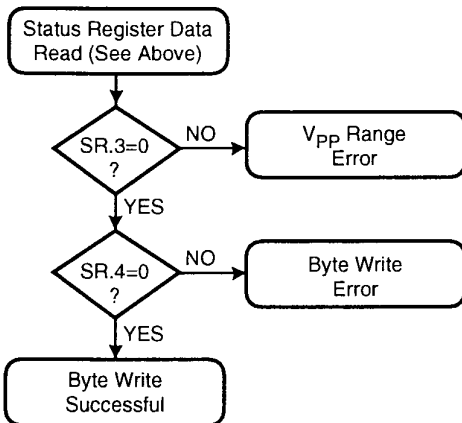 Status Register Data
Read (See Above)
SR.3=0
?
NO
V_PP Range
Error
YES
SR.4=0
?
NO
Byte Write
Error
YES
Byte Write
Successful